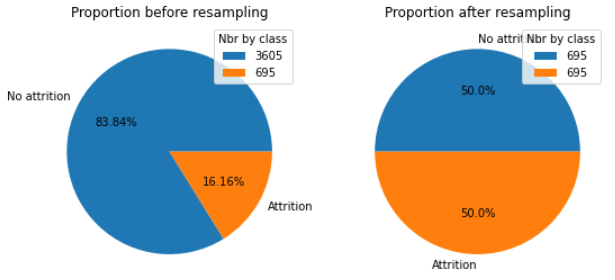 Proportion before resampling
Nbr by class
3605
695
No attrition
83.84%
16.16%
Attrition
Proportion after resampling
Nbr by class
695
695
No
50.0%
50.0%
Attrition